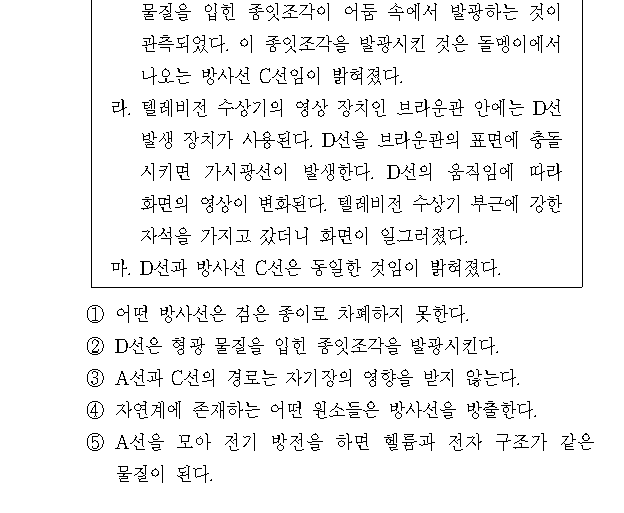 물질을 입힌 종잇조각이 어둠 속에서 발광하는 것이
관측되었다. 이 종잇조각을 발광시킨 것은 돌멩이에서
나오는 방사선 C선임이 밝혀졌다.
라. 텔레비전 수상기의 영상 장치인 브라운관 안에는 D선
발생 장치가 사용된다. D선을 브라운관의 표면에 충돌
시키면 가시광선이 발생한다. D선의 움직임에 따라
화면의 영상이 변화된다. 텔레비전 수상기 부근에 강한
자석을 가지고 갔더니 화면이 일그러졌다.
마. D선과 방사선 C선은 동일한 것임이 밝혀졌다.
① 어떤 방사선은 검은 종이로 차폐하지 못한다.
② D선은 형광 물질을 입힌 종잇조각을 발광시킨다.
③ A선과 C선의 경로는 자기장의 영향을 받지 않는다.
④ 자연계에 존재하는 어떤 원소들은 방사선을 방출한다.
⑤ A선을 모아 전기 방전을 하면 헬륨과 전자 구조가 같은
물질이 된다.